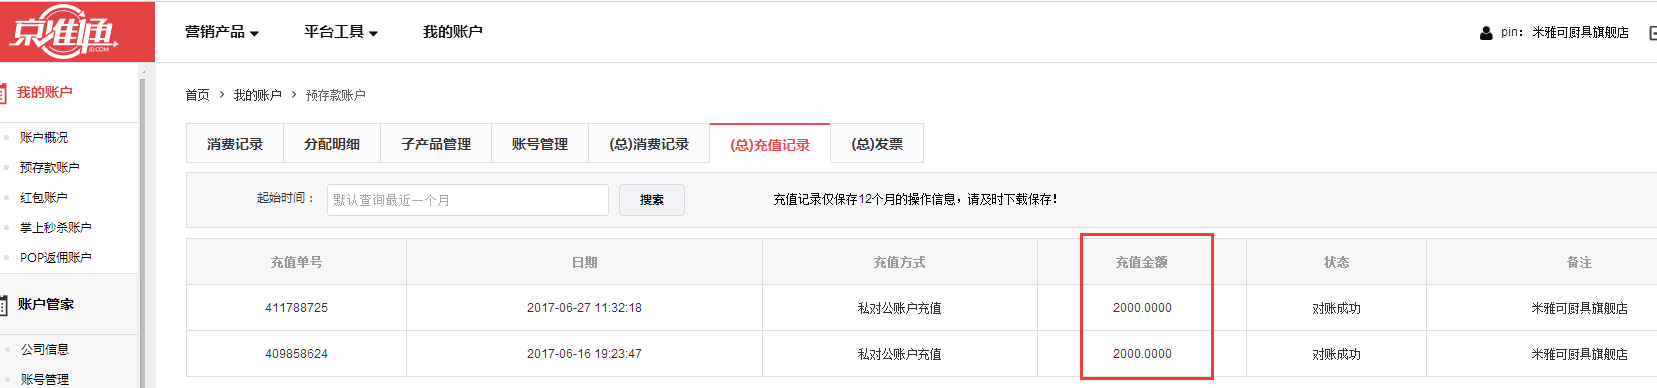 京准通
JD.COM
营销产品 平台工具 我的账户
pin：米雅可厨具旗舰店
我的账户
账户概况
预存款账户
红包账户
掌上秒杀账户
POP返佣账户
账户管家
公司信息
账号管理
首页 > 我的账户 > 预存款账户
消费记录 分配明细 子产品管理 账号管理 (总)消费记录 (总)充值记录 (总)发票
起始时间： 默认查询最近一个月 搜索 充值记录仅保存12个月的操作信息，请及时下载保存！
充值单号 日期 充值方式 充值金额 状态 备注
411788725 2017-06-27 11:32:18 私对公账户充值 2000.0000 对账成功 米雅可厨具旗舰店
409858624 2017-06-16 19:23:47 私对公账户充值 2000.0000 对账成功 米雅可厨具旗舰店